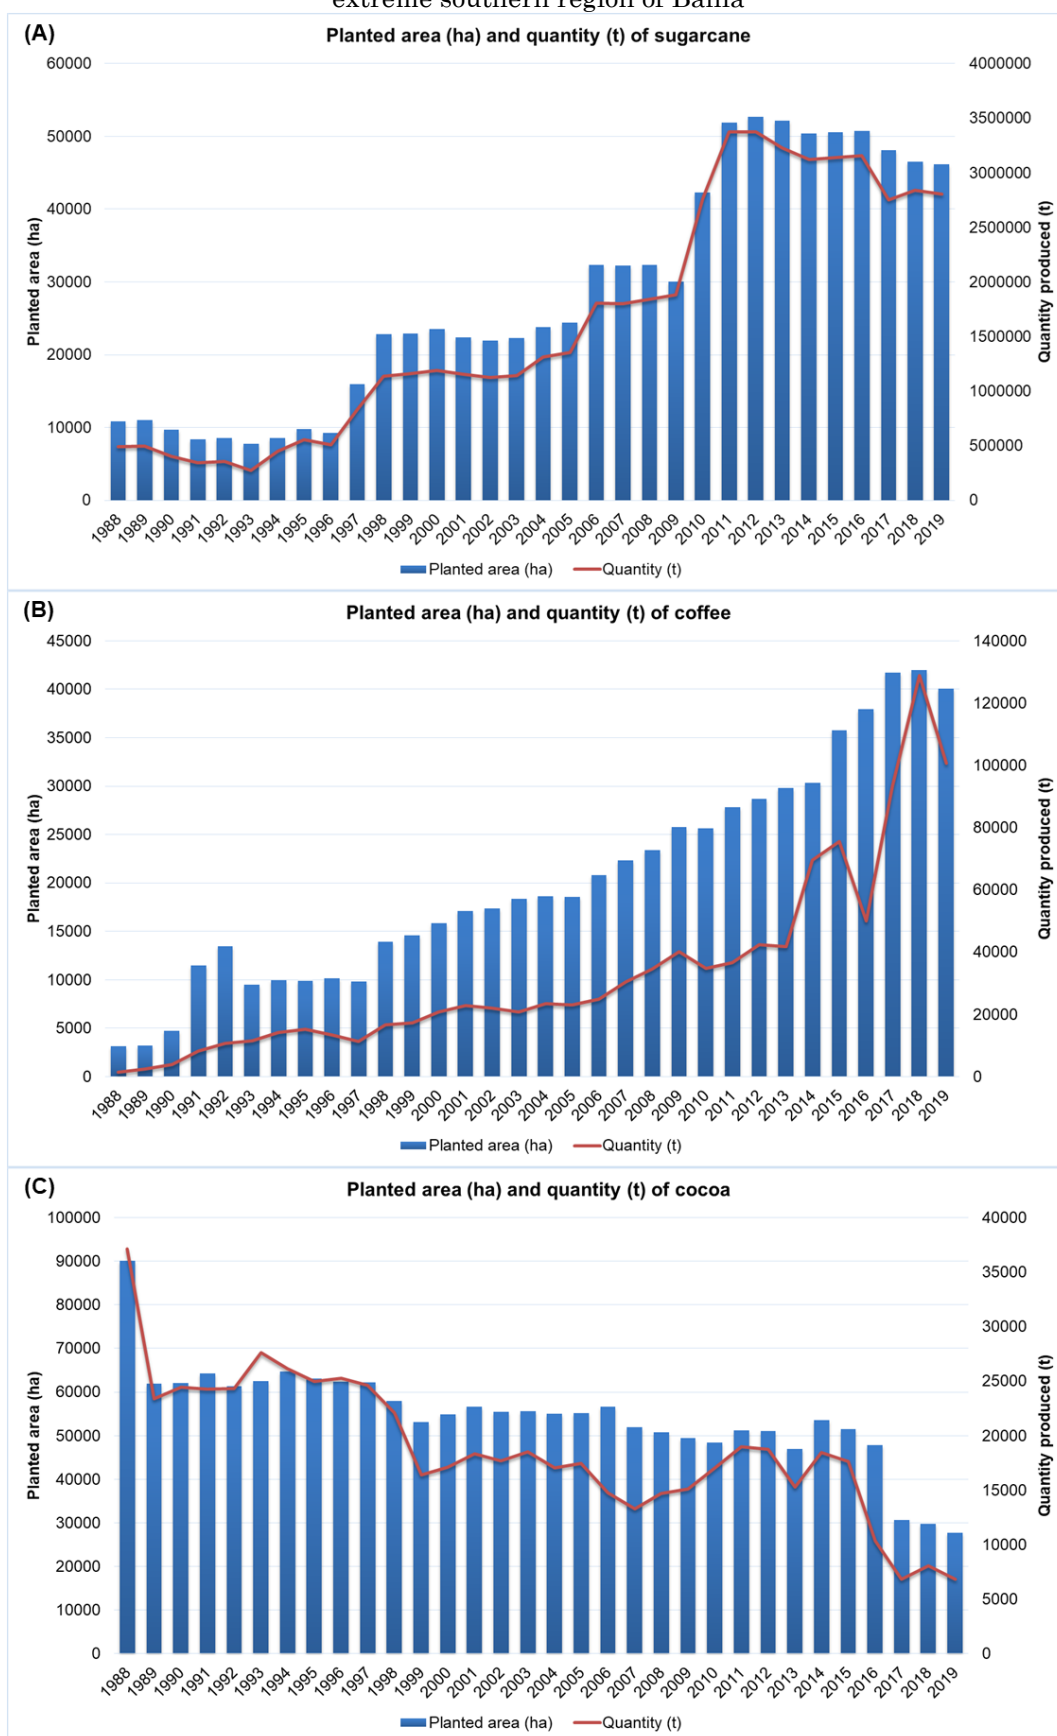 extreme southern region of Bahia
(A)
Planted area (ha) and quantity (t) of sugarcane
60000
50000
40000
30000
20000
10000
0
Planted area (ha)
4000000
3500000
3000000
2500000
2000000
1500000
1000000
500000
0
Quantity produced (t)
1988 1989 1990 1991 1992 1993 1994 1995 1996 1997 1998 1999 2000 2001 2002 2003 2004 2005 2006 2007 2008 2009 2010 2011 2012 2013 2014 2015 2016 2017 2018 2019
Planted area (ha) Quantity (t)
(B)
Planted area (ha) and quantity (t) of coffee
45000
40000
35000
30000
25000
20000
15000
10000
5000
0
Planted area (ha)
140000
120000
100000
80000
60000
40000
20000
0
Quantity produced (t)
1988 1989 1990 1991 1992 1993 1994 1995 1996 1997 1998 1999 2000 2001 2002 2003 2004 2005 2006 2007 2008 2009 2010 2011 2012 2013 2014 2015 2016 2017 2018 2019
Planted area (ha) Quantity (t)
(C)
Planted area (ha) and quantity (t) of cocoa
100000
90000
80000
70000
60000
50000
40000
30000
20000
10000
0
Planted area (ha)
40000
35000
30000
25000
20000
15000
10000
5000
0
Quantity produced (t)
1988 1989 1990 1991 1992 1993 1994 1995 1996 1997 1998 1999 2000 2001 2002 2003 2004 2005 2006 2007 2008 2009 2010 2011 2012 2013 2014 2015 2016 2017 2018 2019
Planted area (ha) Quantity (t)